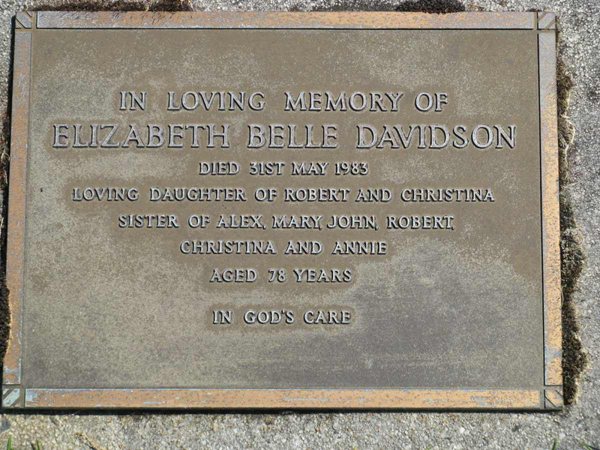 IN LOVING MEMORY OF
ELIZABETH BELLE DAVIDSON
DIED 31ST MAY 1983
LOVING DAUGHTER OF ROBERT AND CHRISTINA
SISTER OF ALEX, MARY, JOHN, ROBERT,
CHRISTINA AND ANNIE
AGED 78 YEARS
IN GOD'S CARE